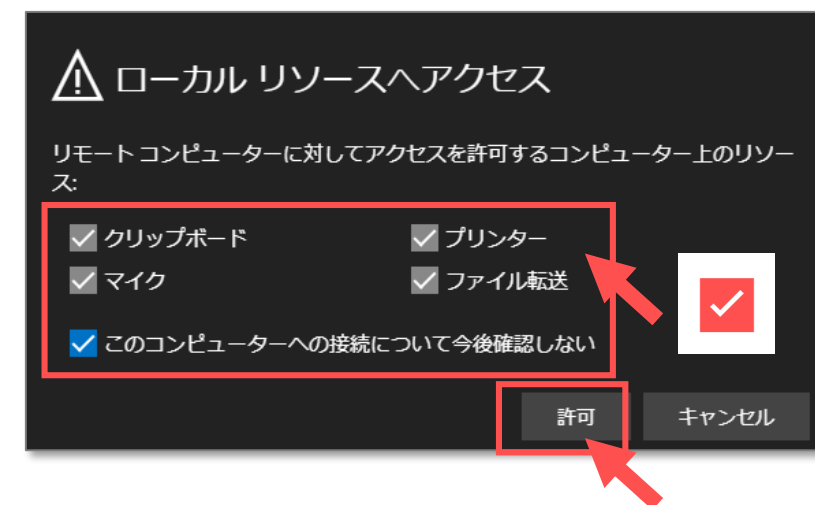 ローカル リソースへアクセス
リモート コンピューターに対してアクセスを許可するコンピューター上のリソー
ス:
クリップボード
プリンター
マイク
ファイル転送
このコンピューターへの接続について今後確認しない
許可
キャンセル